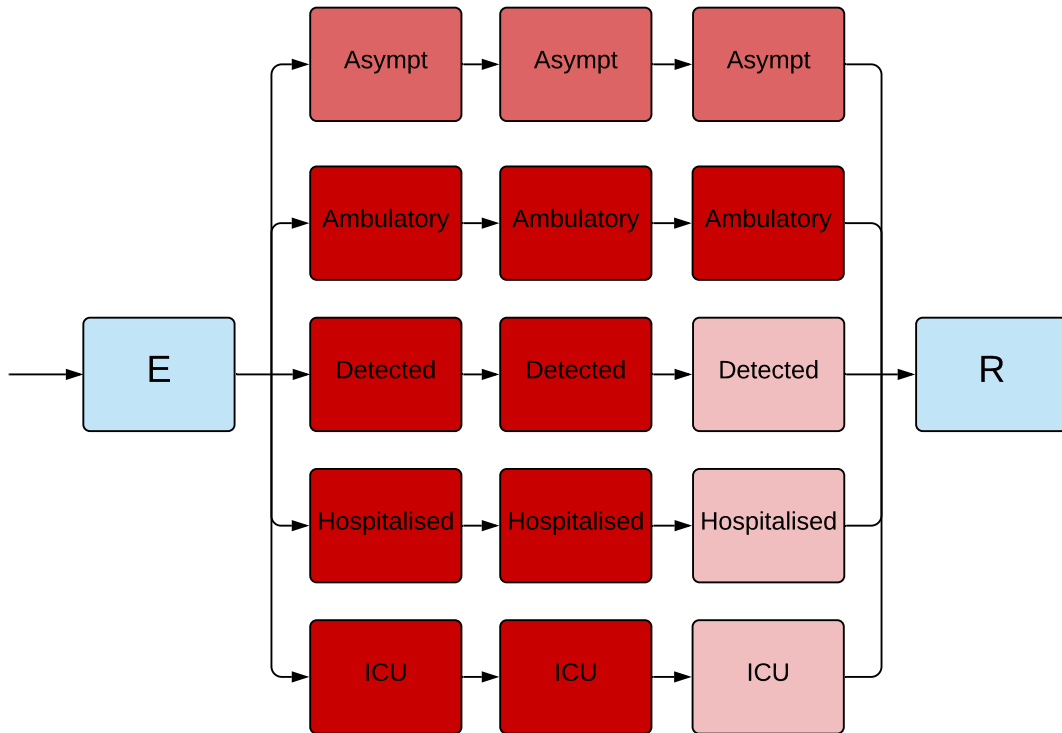 Asympt Asympt Asympt
Ambulatory Ambulatory Ambulatory
E Detected Detected Detected R
Hospitalised Hospitalised Hospitalised
ICU ICU ICU